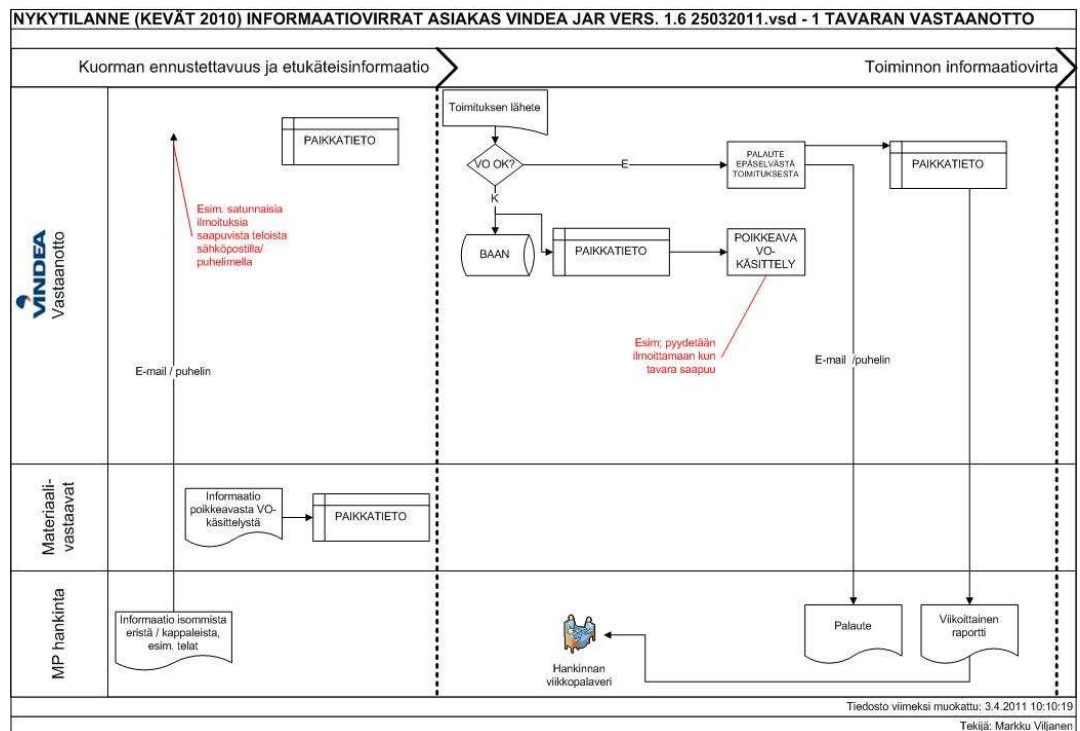 NYKYTILANNE (KEVÄT 2010) INFORMAATIOVIRRAT ASIAKAS VINDEA JAR VERS. 1.6 25032011.vsd - 1 TAVARAN VASTAANOTTO
Kuorman ennustettavuus ja etukäteisinformaatio
Toiminnon informaatiovirta
VINDEA
Vastaanotto
PAIKKATIETO
Esim. satunnaisia
ilmoituksia
saapuvista teloista
sähköpostilla/
puhelimella
E-mail / puhelin
Toimituksen lähete
VO OK?
E
K
PALAUTE
EPÄSELVÄSTÄ
TOIMITUKSESTA
PAIKKATIETO
BAAN
PAIKKATIETO
POIKKEAVA
VO-
KÄSITTELY
Esim; pyydetään
ilmoittamaan kun
tavara saapuu
E-mail /puhelin
Materiaali-
vastaavat
Informaatio
poikkeavasta VO-
käsittelystä
PAIKKATIETO
MP hankinta
Informaatio isommista
eristä / kappaleista,
esim. telat
Hankinnan
viikkopalaveri
Palaute
Viikoittainen
raportti
Tiedosto viimeksi muokattu: 3.4.2011 10:10:19
Tekijä: Markku Viljanen